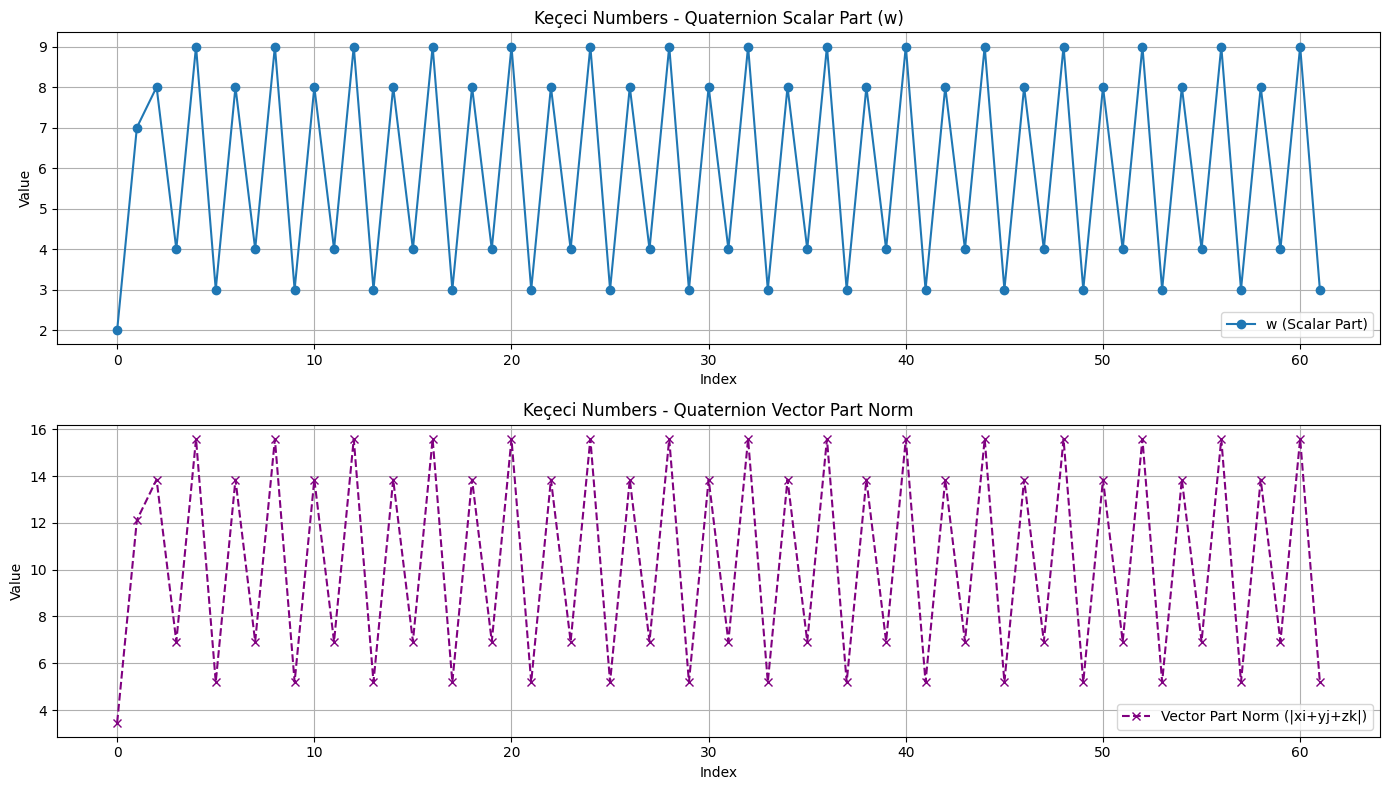 Keçeci Numbers - Quaternion Scalar Part (w)
9
8
7
6
5
4
3
2
Value
0 10 20 30 40 50 60
Index
w (Scalar Part)
Keçeci Numbers - Quaternion Vector Part Norm
16
14
12
10
8
6
4
Value
0 10 20 30 40 50 60
Index
Vector Part Norm (|xi+yj+zk|)